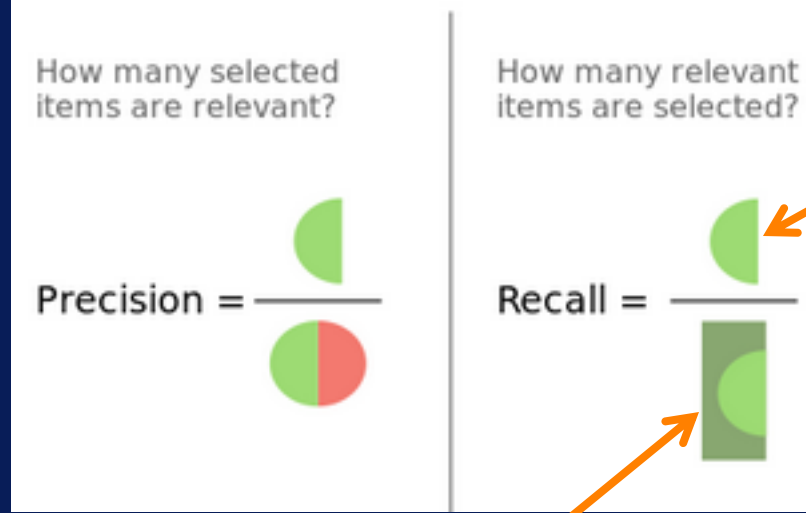 How many selected
items are relevant?
Precision =
How many relevant
items are selected?
Recall =